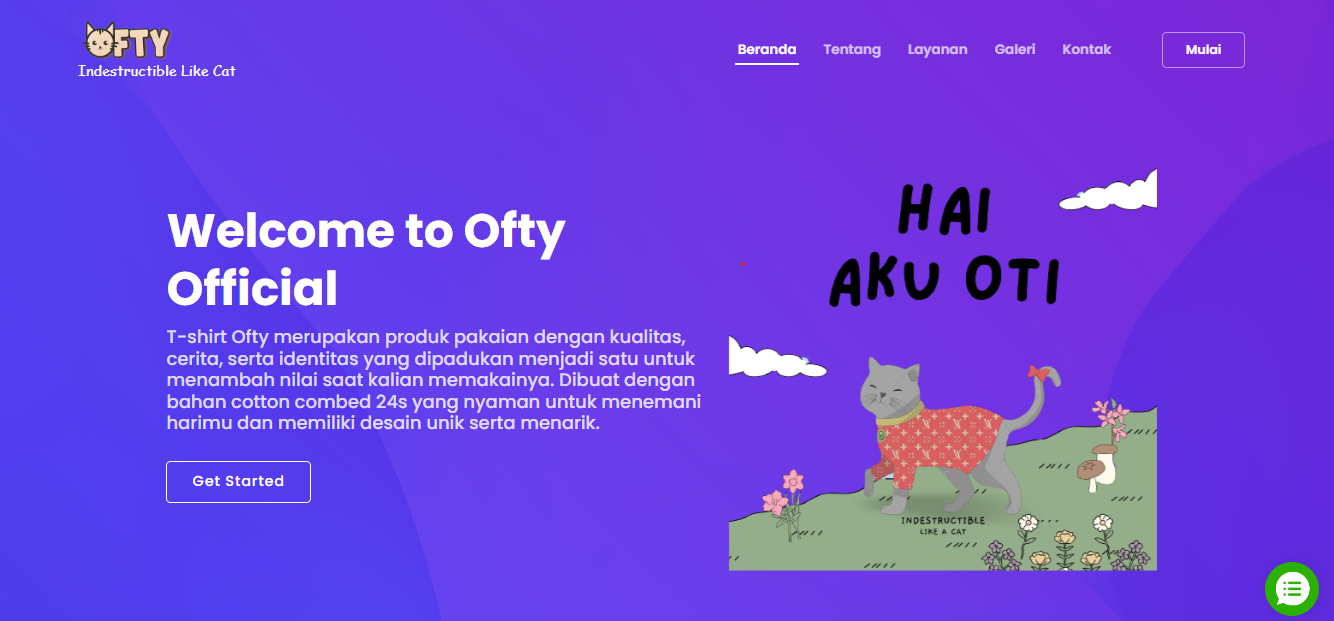 OFTY
Indestructible Like Cat
Beranda Tentang Layanan Galeri Kontak Mulai
Welcome to Ofty
Official
T-shirt Ofty merupakan produk pakaian dengan kualitas,
cerita, serta identitas yang dipadukan menjadi satu untuk
menambah nilai saat kalian memakainya. Dibuat dengan
bahan cotton combed 24s yang nyaman untuk menemani
harimu dan memiliki desain unik serta menarik.
Get Started
HAI
AKU OTI
INDESTRUCTIBLE
LIKE A CAT